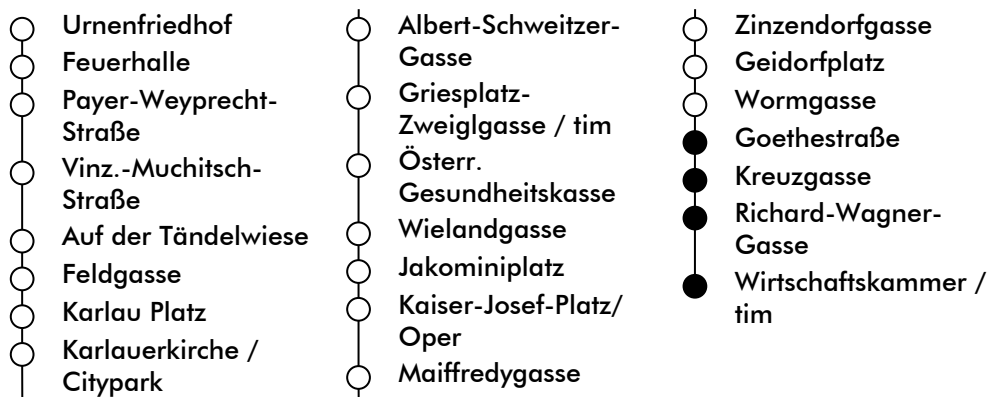 Urnenfriedhof
Feuerhalle
Payer-Weyprecht-
Straße
Vinz.-Muchitsch-
Straße
Auf der Tändelwiese
Feldgasse
Karlau Platz
Karlauerkirche /
Citypark
Albert-Schweitzer-
Gasse
Griesplatz-
Zweiglgasse / tim
Österr.
Gesundheitskasse
Wielandgasse
Jakominiplatz
Kaiser-Josef-Platz/
Oper
Maiffredygasse
Zinzendorfgasse
Geidorfplatz
Wormgasse
Goethestraße
Kreuzgasse
Richard-Wagner-
Gasse
Wirtschaftskammer /
tim